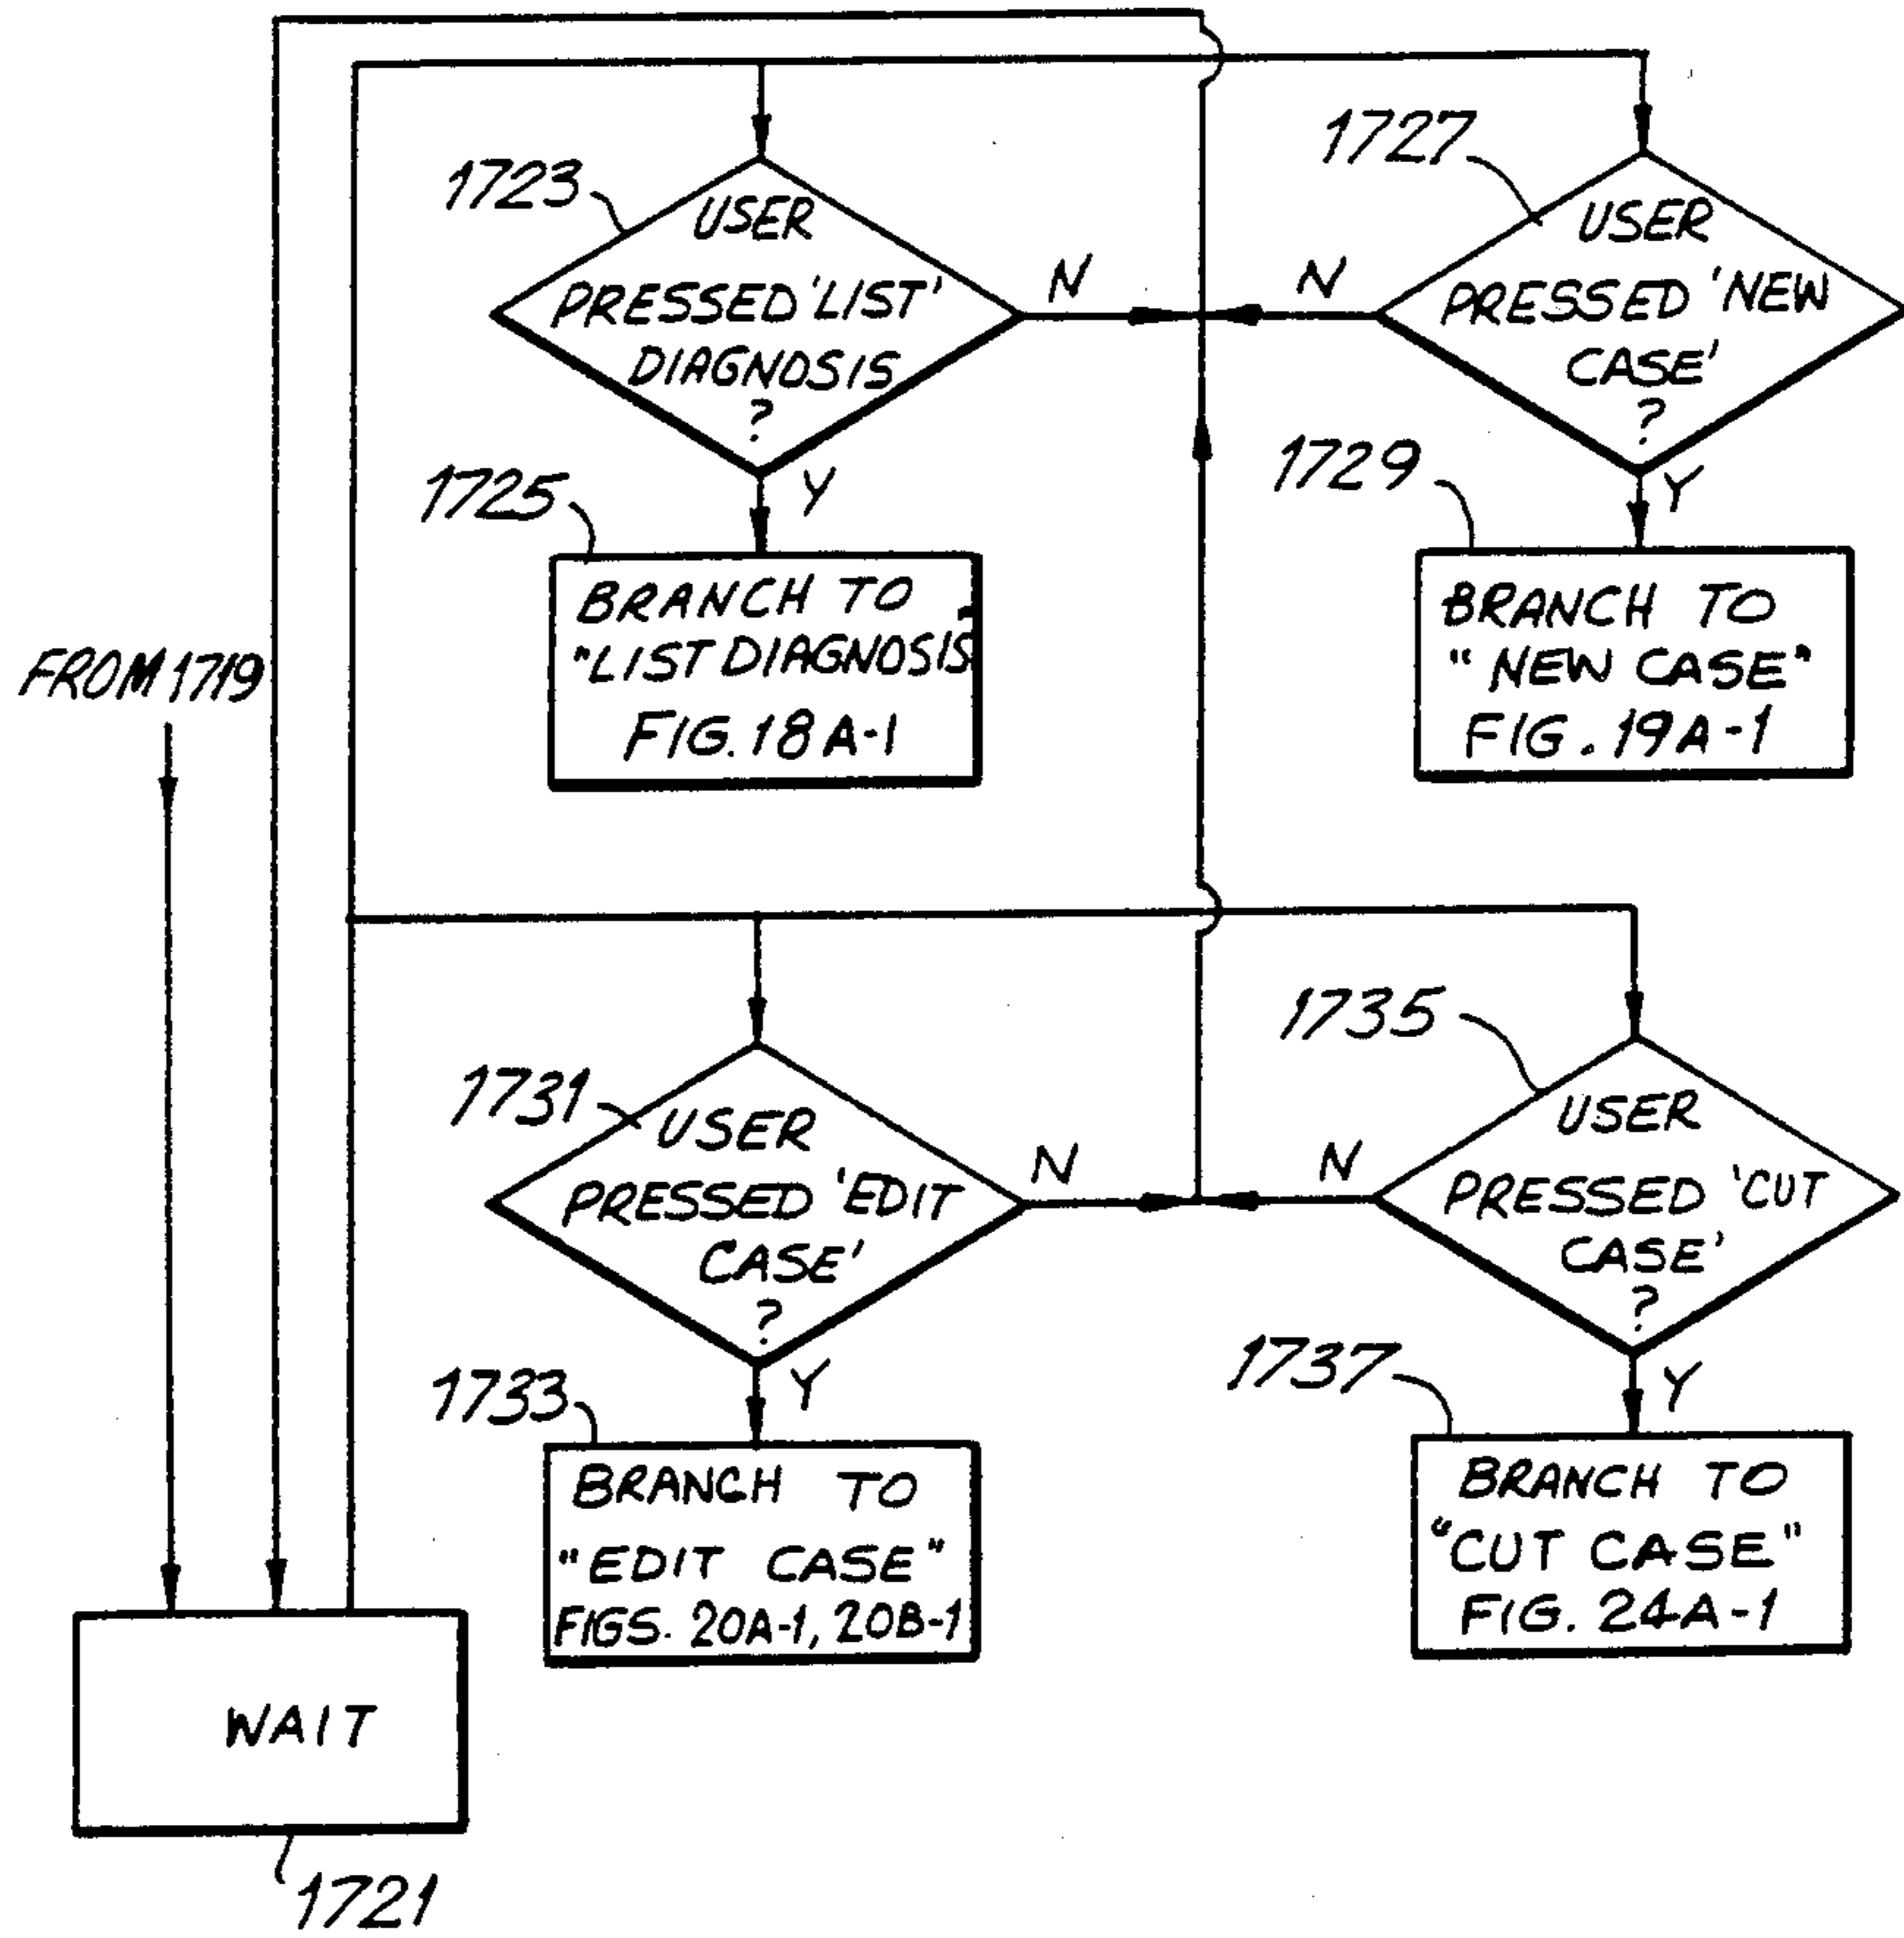 1723
USER
PRESSED 'LIST'
DIAGNOSIS
?
N
Y
1725
BRANCH TO
"LIST DIAGNOSIS"
FIG. 18A-1
1727
USER
PRESSED 'NEW
CASE'
?
N
Y
1729
BRANCH TO
"NEW CASE"
FIG. 19A-1
FROM 1719
1731
USER
PRESSED 'EDIT
CASE'
?
N
Y
1733
BRANCH TO
"EDIT CASE"
FIGS. 20A-1, 20B-1
1735
USER
PRESSED 'CUT
CASE'
?
N
Y
1737
BRANCH TO
"CUT CASE"
FIG. 24A-1
WAIT
1721